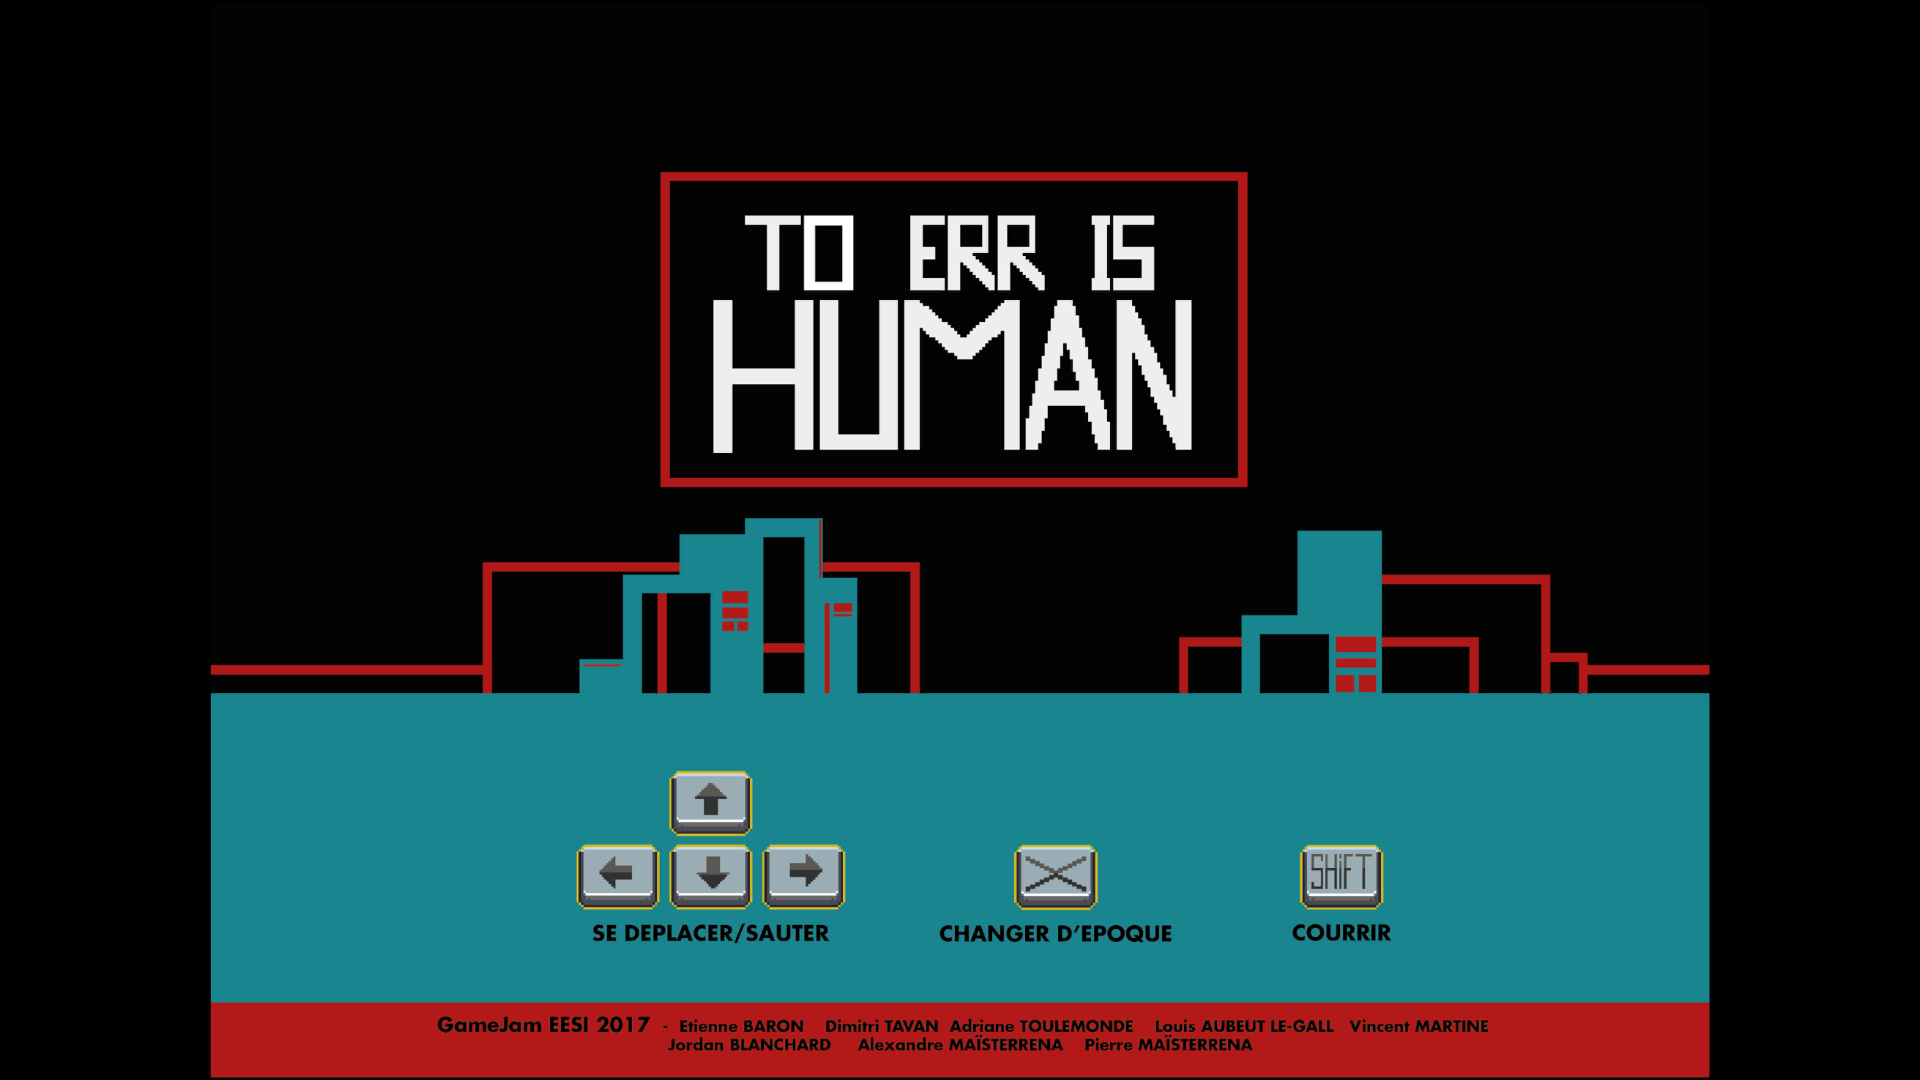 TO ERR IS
HUMAN
X
SHiFT
SE DEPLACER/SAUTER
CHANGER D'EPOQUE
COURRIR
GameJam EESI 2017 - Etienne BARON Dimitri TAVAN Adriane TOULEMONDE Louis AUBEUT LE-GALL Vincent MARTINE
Jordan BLANCHARD Alexandre MAÏSTERRENA Pierre MAÏSTERRENA